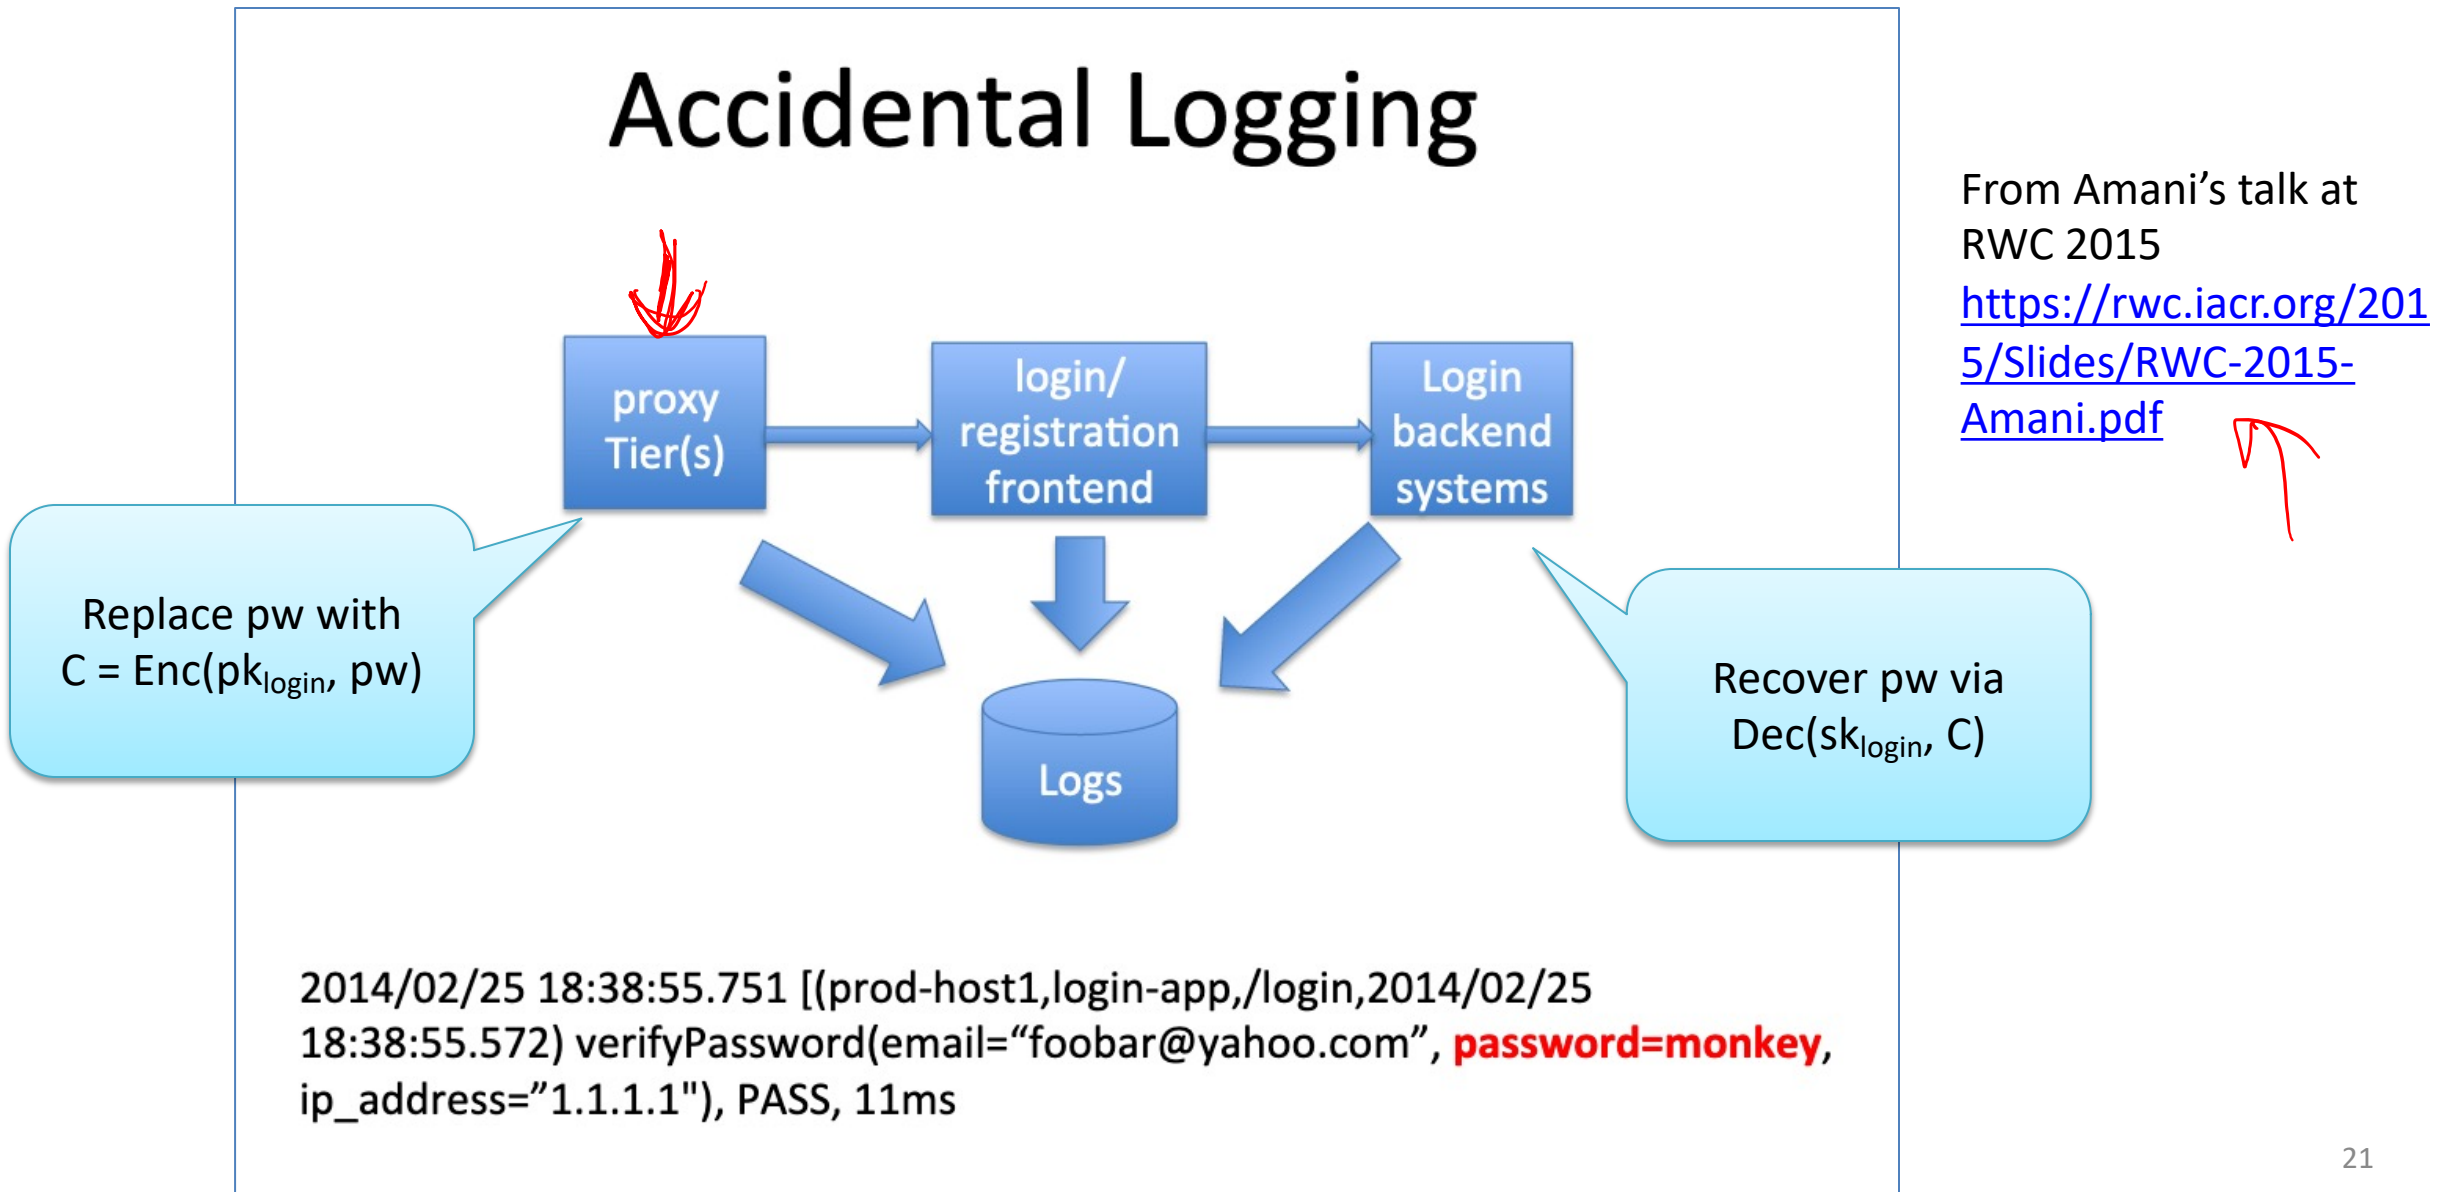 Accidental Logging
From Amani’s talk at
RWC 2015
https://rwc.iacr.org/201
5/Slides/RWC-2015-
Amani.pdf
proxy
Tier(s)
login/
registration
frontend
Login
backend
systems
Replace pw with
C = Enc(pklogin, pw)
Recover pw via
Dec(sklogin, C)
Logs
2014/02/25 18:38:55.751 [(prod-host1,login-app,/login,2014/02/25
18:38:55.572) verifyPassword(email=“foobar@yahoo.com”, password=monkey,
ip_address=”1.1.1.1"), PASS, 11ms
21